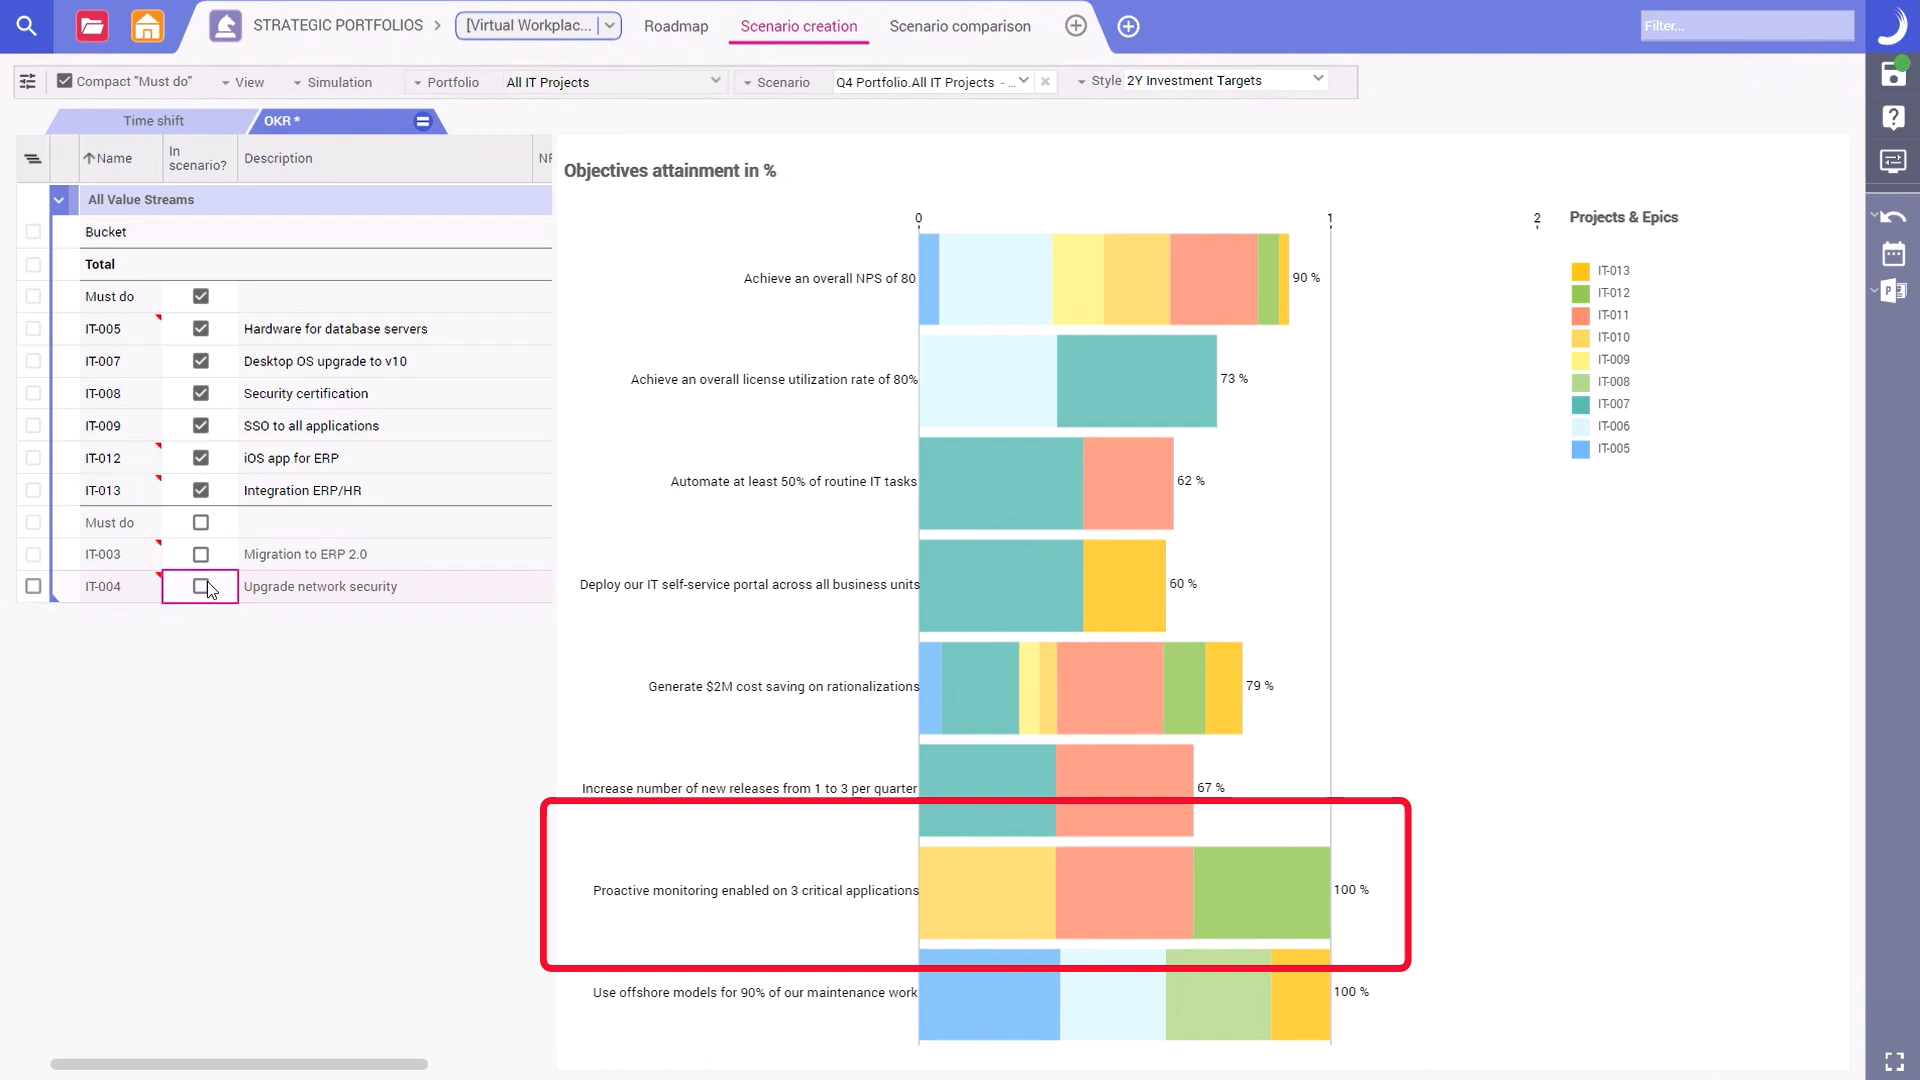 STRATEGIC PORTFOLIOS
[Virtual Workplac...
Roadmap
Scenario creation
Scenario comparison
Filter...
Compact "Must do"
View
Simulation
Portfolio
All IT Projects
Scenario
Q4 Portfolio.All IT Projects - ...
Style
2Y Investment Targets
Time shift
OKR *
Name
In scenario?
Description
NF
All Value Streams
Bucket
Total
Must do
IT-005 Hardware for database servers
IT-007 Desktop OS upgrade to v10
IT-008 Security certification
IT-009 SSO to all applications
IT-012 iOS app for ERP
IT-013 Integration ERP/HR
Must do
IT-003 Migration to ERP 2.0
IT-004 Upgrade network security
Objectives attainment in %
0 1 2
Achieve an overall NPS of 80 90 %
Achieve an overall license utilization rate of 80% 73 %
Automate at least 50% of routine IT tasks 62 %
Deploy our IT self-service portal across all business units 60 %
Generate $2M cost saving on rationalizations 79 %
Increase number of new releases from 1 to 3 per quarter 67 %
Proactive monitoring enabled on 3 critical applications 100 %
Use offshore models for 90% of our maintenance work 100 %
Projects & Epics
IT-013
IT-012
IT-011
IT-010
IT-009
IT-008
IT-007
IT-006
IT-005